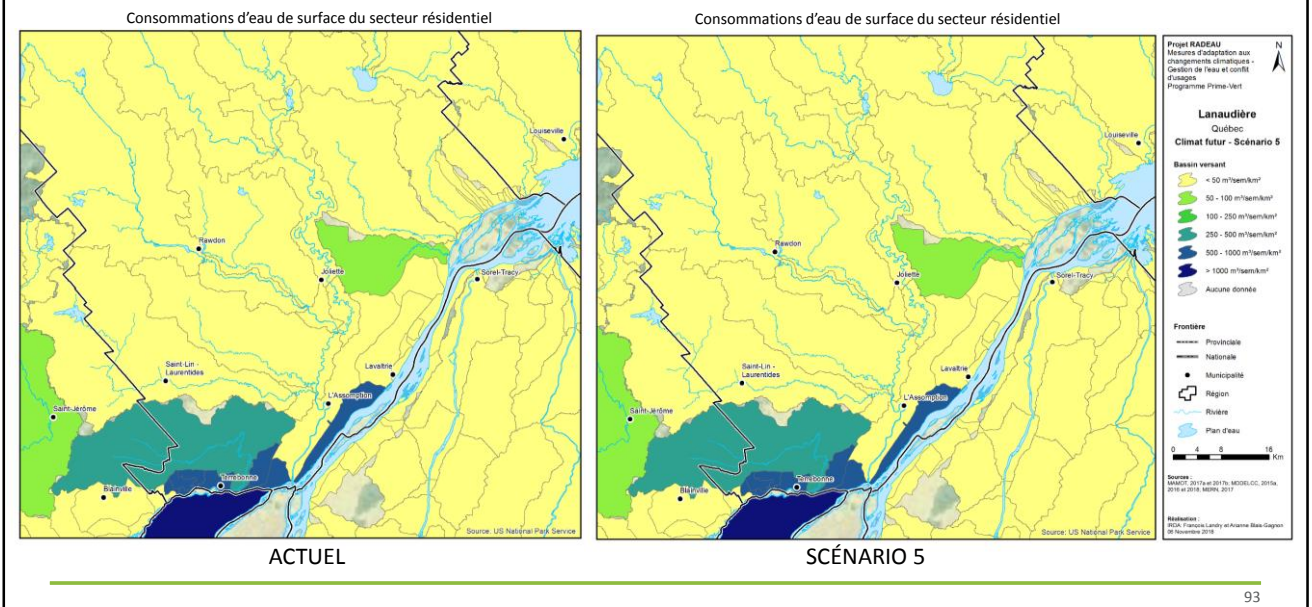 Consommations d'eau de surface du secteur résidentiel
Louiseville
Rawdon
Joliette
Sorel-Tracy
Saint-Lin -
Laurentides
Lavaltrie
L'Assomption
Saint-Jérôme
Terrebonne
Blainville
Source: US National Park Service
ACTUEL
Consommations d'eau de surface du secteur résidentiel
Louiseville
Rawdon
Joliette
Sorel-Tracy
Saint-Lin -
Laurentides
Lavaltrie
L'Assomption
Saint-Jérôme
Terrebonne
Blainville
Source: US National Park Service
SCÉNARIO 5
Projet RADEAU
Mesures d'adaptation aux
changements climatiques -
Gestion de l'eau et conflit
d'usages
Programme Prime-Vert
N
Lanaudière
Québec
Climat futur - Scénario 5
Bassin versant
< 50 m³/sem/km²
50 - 100 m³/sem/km²
100 - 250 m³/sem/km²
250 - 500 m³/sem/km²
500 - 1000 m³/sem/km²
> 1000 m³/sem/km²
Aucune donnée
Frontière
Provinciale
Nationale
Municipalité
Région
Rivière
Plan d'eau
0 4 8 16
Km
Sources :
MAMOT, 2017a et 2017b; MDDELCC, 2015a,
2016 et 2018; MERN, 2017
Réalisation :
IRDA: François Landry et Arianne Blais-Gagnon
06 Novembre 2018
93